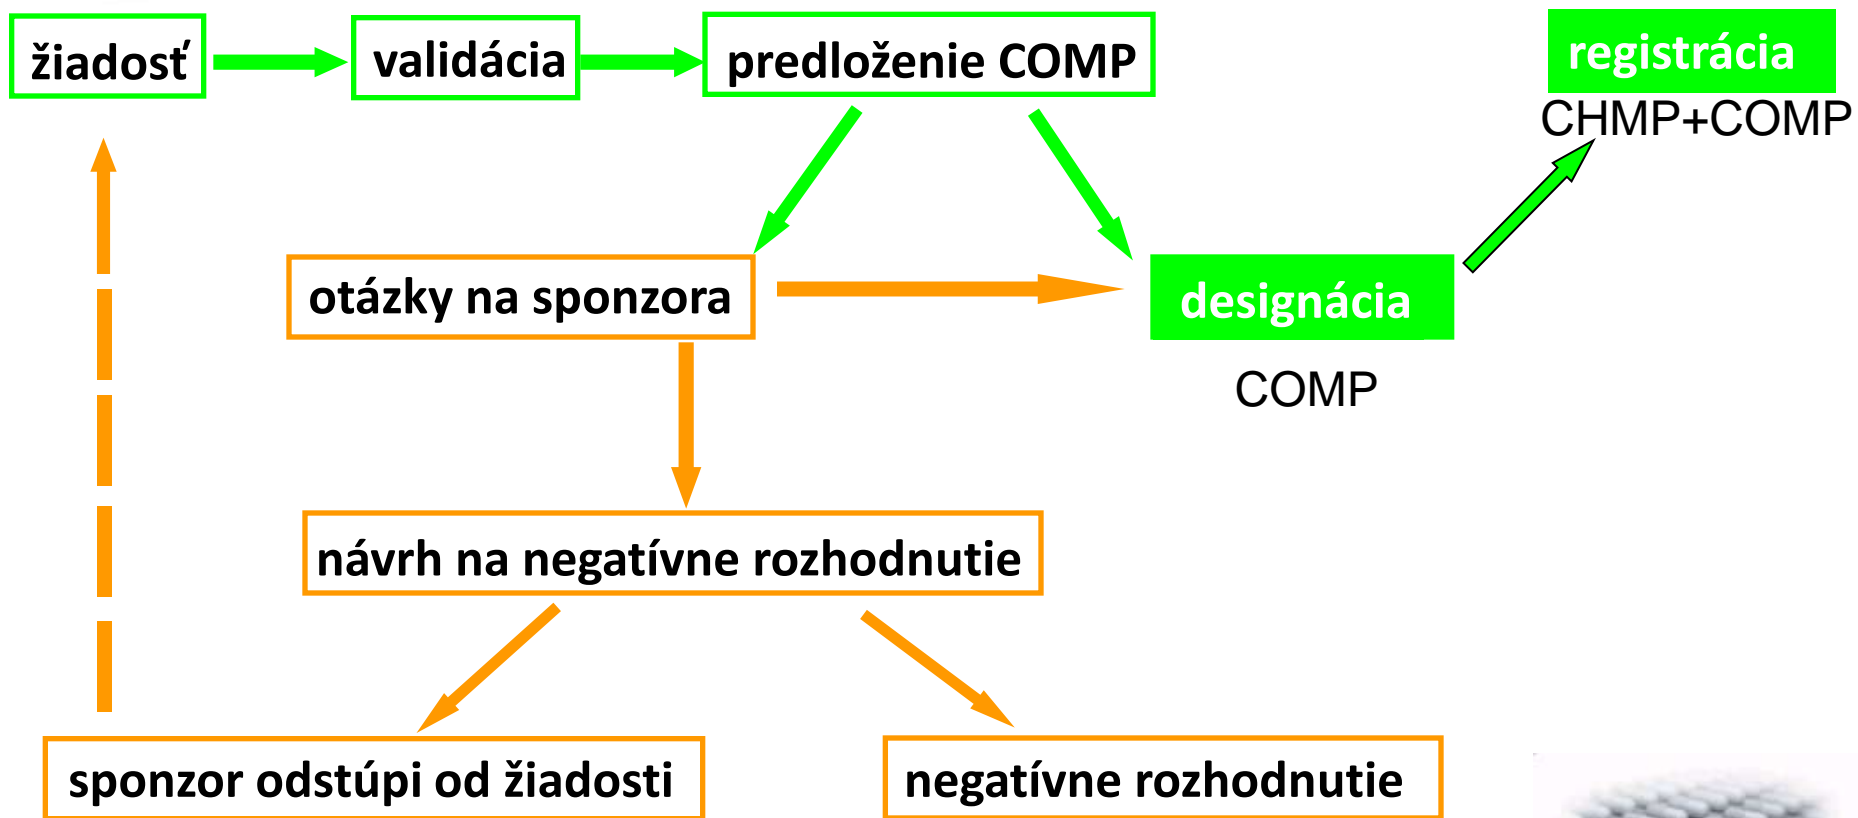 žiadosť
validácia
predloženie COMP
registrácia
CHMP+COMP
otázky na sponzora
designácia
COMP
návrh na negatívne rozhodnutie
sponzor odstúpi od žiadosti
negatívne rozhodnutie